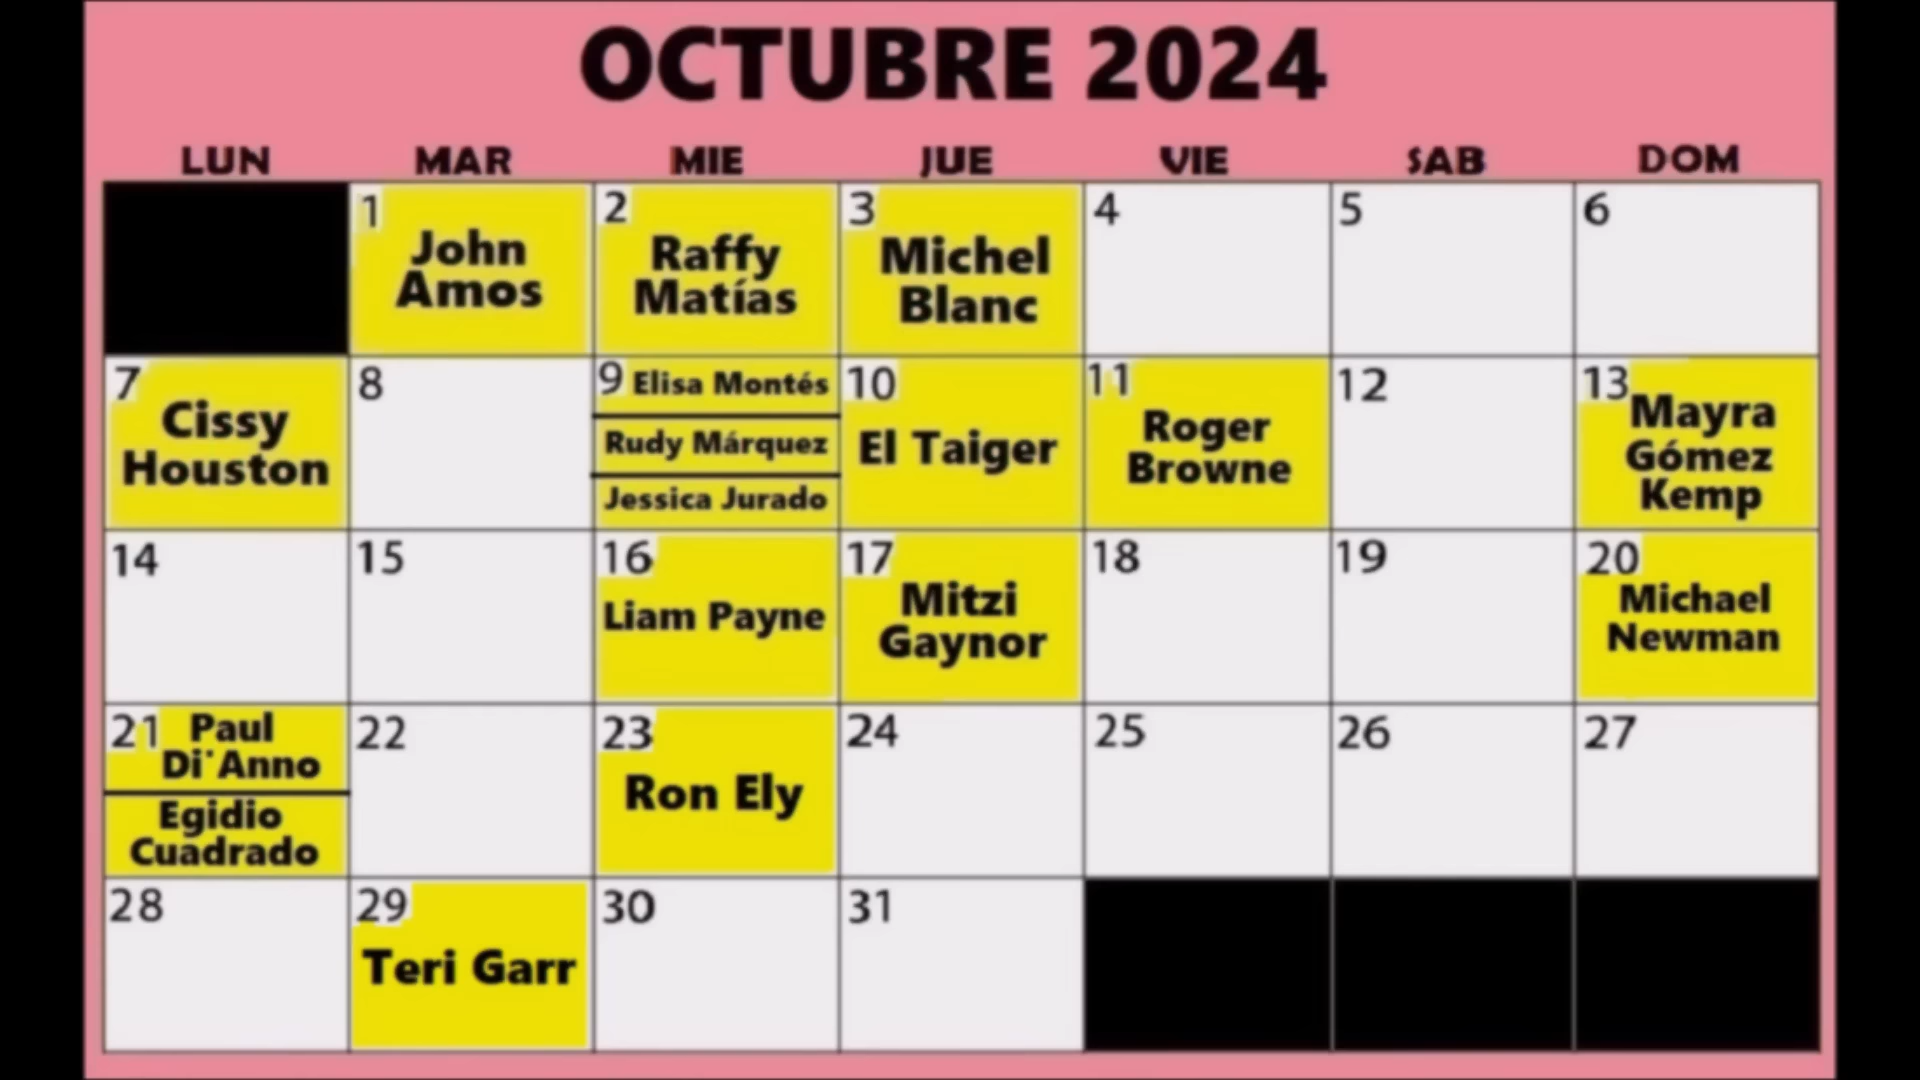 OCTUBRE 2024
LUN MAR MIE JUE VIE SAB DOM
1
John
Amos
2
Raffy
Matías
3
Michel
Blanc
4
5
6
7
Cissy
Houston
8
9 Elisa Montés
Rudy Márquez
Jessica Jurado
10
El Taiger
11
Roger
Browne
12
13
Mayra
Gómez
Kemp
14
15
16
Liam Payne
17
Mitzi
Gaynor
18
19
20
Michael
Newman
21 Paul
Di'Anno
Egidio
Cuadrado
22
23
Ron Ely
24
25
26
27
28
29
Teri Garr
30
31